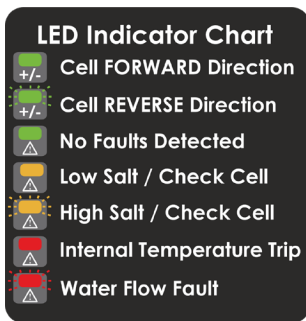 LED Indicator Chart
+/- Cell FORWARD Direction
+/- Cell REVERSE Direction
No Faults Detected
Low Salt / Check Cell
High Salt / Check Cell
Internal Temperature Trip
Water Flow Fault